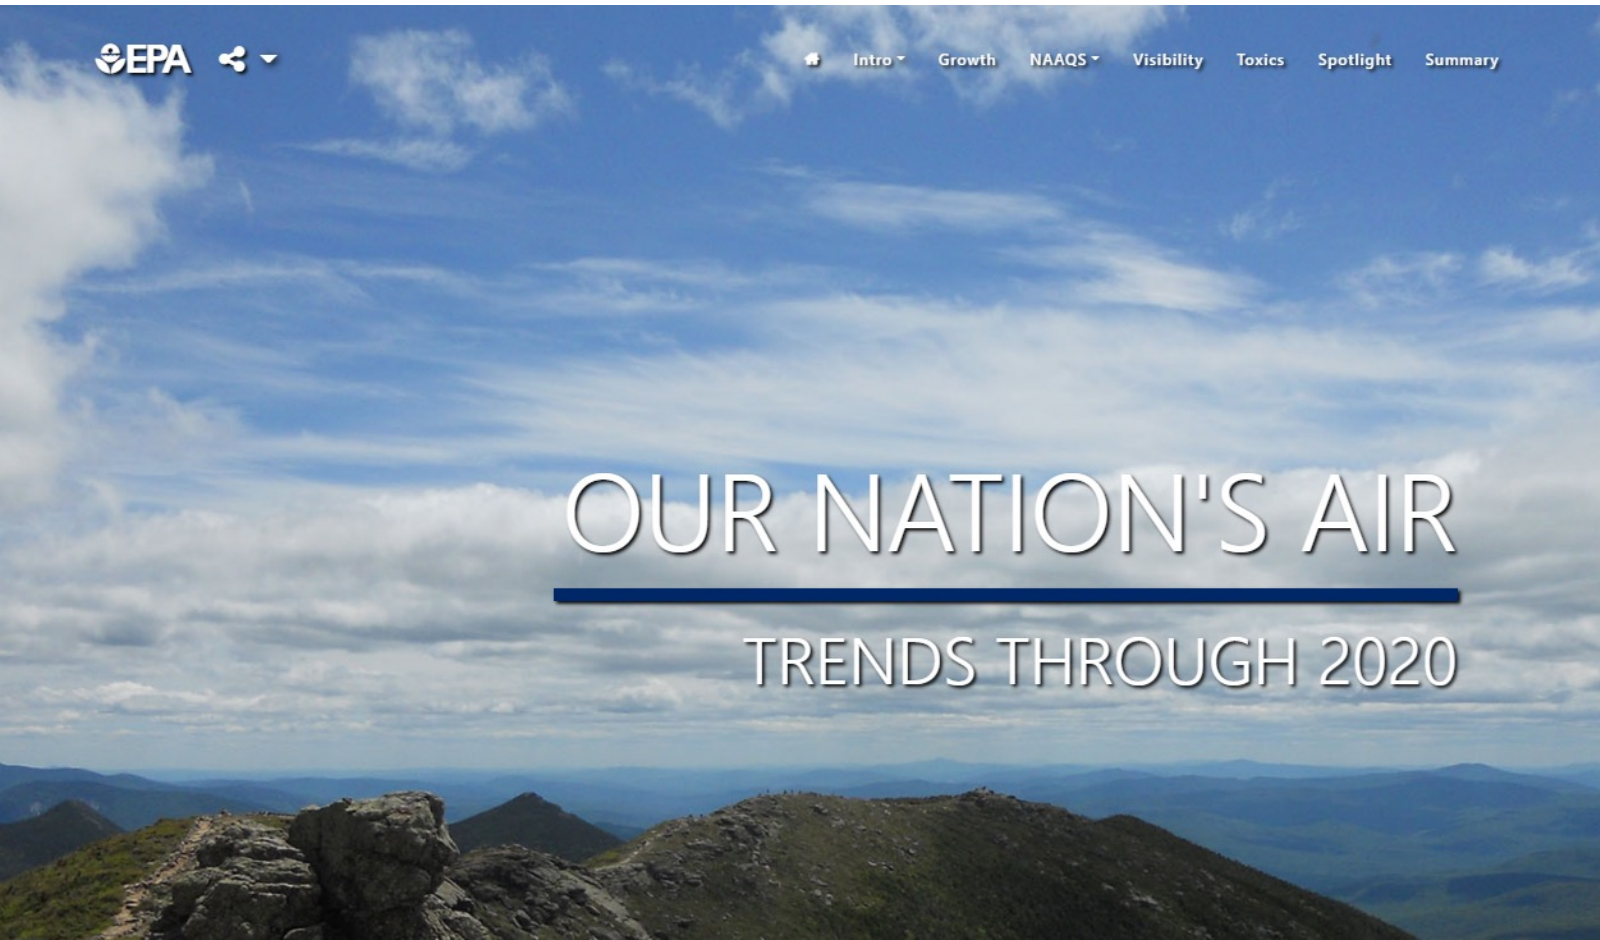 EPA
Intro Growth NAAQS Visibility Toxics Spotlight Summary
OUR NATION'S AIR
TRENDS THROUGH 2020